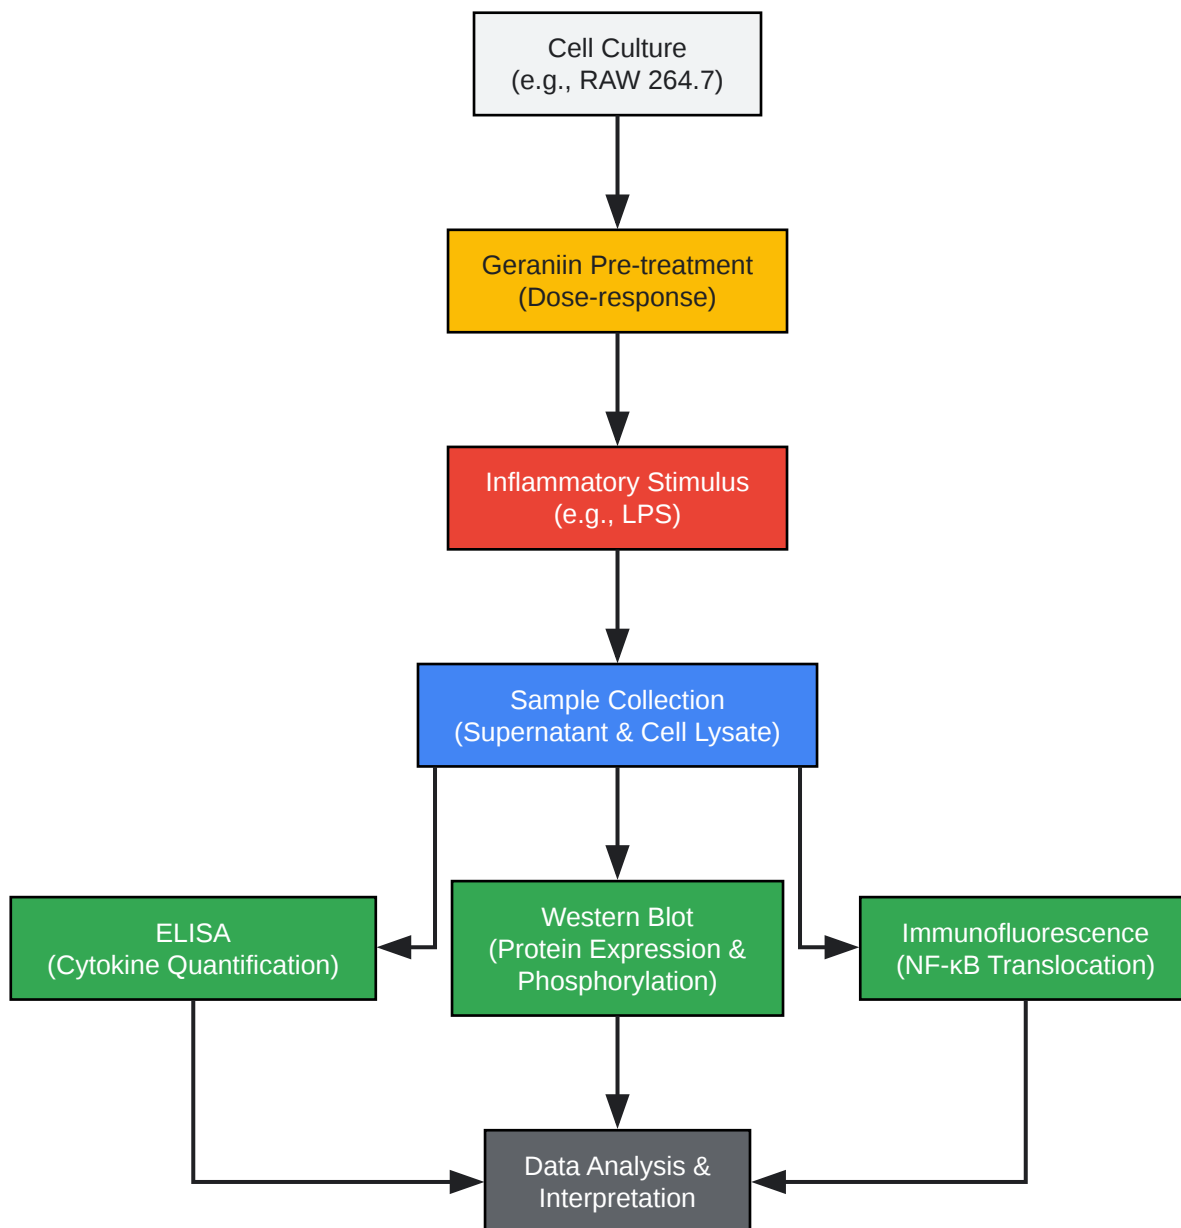 Cell Culture
(e.g., RAW 264.7)
Geraniin Pre-treatment
(Dose-response)
Inflammatory Stimulus
(e.g., LPS)
Sample Collection
(Supernatant & Cell Lysate)
ELISA
(Cytokine Quantification)
Western Blot
(Protein Expression &
Phosphorylation)
Immunofluorescence
(NF-κB Translocation)
Data Analysis &
Interpretation